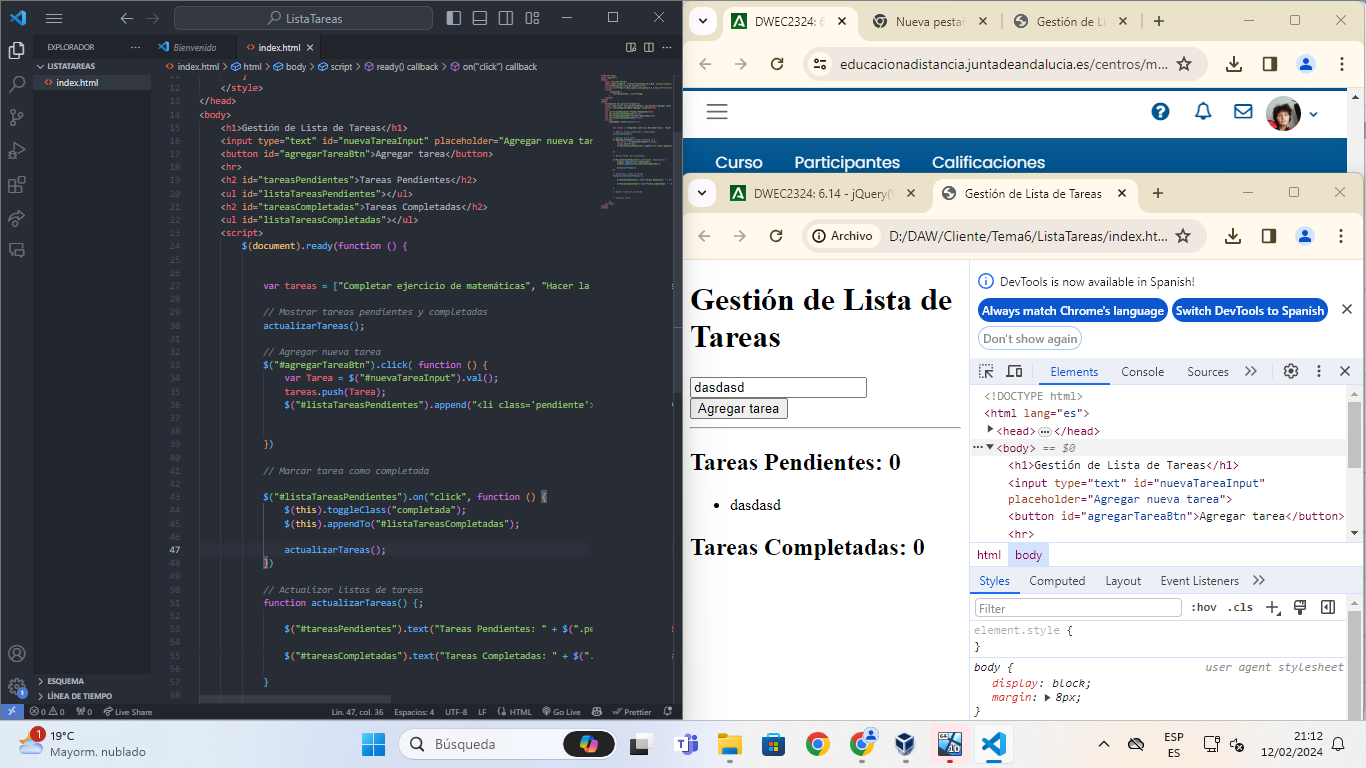 ListaTareas
EXPLORADOR
LISTATAREAS
index.html
Bienvenido
index.html
index.html > html > body > script > ready() callback > on("click") callback
11 }
12 </style>
13 </head>
14 <body>
15 <h1>Gestión de Lista de Tareas</h1>
16 <input type="text" id="nuevaTareaInput" placeholder="Agregar nueva tar
17 <button id="agregarTareaBtn">Agregar tarea</button>
18 <hr>
19 <h2 id="tareasPendientes">Tareas Pendientes</h2>
20 <ul id="listaTareasPendientes"></ul>
21 <h2 id="tareasCompletadas">Tareas Completadas</h2>
22 <ul id="listaTareasCompletadas"></ul>
23 <script>
24 $(document).ready(function () {
25
26
27 var tareas = ["Completar ejercicio de matemáticas", "Hacer la
28
29 // Mostrar tareas pendientes y completadas
30 actualizarTareas();
31
32 // Agregar nueva tarea
33 $("#agregarTareaBtn").click( function () {
34 var Tarea = $("#nuevaTareaInput").val();
35 tareas.push(Tarea);
36 $("#listaTareasPendientes").append("<li class='pendiente'>
37
38
39 })
40
41 // Marcar tarea como completada
42
43 $("#listaTareasPendientes").on("click", function () {
44 $(this).toggleClass("completada");
45 $(this).appendTo("#listaTareasCompletadas");
46
47 actualizarTareas();
48 })
49
50 // Actualizar listas de tareas
51 function actualizarTareas() {;
52
53 $("#tareasPendientes").text("Tareas Pendientes: " + $(".pe
54
55 $("#tareasCompletadas").text("Tareas Completadas: " + $(".
56
57 }
58
ESQUEMA
LÍNEA DE TIEMPO
1
0 0 0 Live Share Lín. 47, col. 36 Espacios: 4 UTF-8 LF HTML Go Live Prettier
DWEC2324: 6. Nueva pestañ Gestión de Li
educacionadistancia.juntadeandalucia.es/centros/m...
Curso Participantes Calificaciones
DWEC2324: 6.14 - jQuery(V Gestión de Lista de Tareas
Archivo D:/DAW/Cliente/Tema6/ListaTareas/index.ht...
Gestión de Lista de
Tareas
dasdasd
Agregar tarea
Tareas Pendientes: 0
dasdasd
Tareas Completadas: 0
DevTools is now available in Spanish!
Always match Chrome's language Switch DevTools to Spanish
Don't show again
Elements Console Sources
<!DOCTYPE html>
<html lang="es">
<head> ... </head>
<body> == $0
<h1>Gestión de Lista de Tareas</h1>
<input type="text" id="nuevaTareaInput"
placeholder="Agregar nueva tarea">
<button id="agregarTareaBtn">Agregar tarea</button>
<hr>
html body
Styles Computed Layout Event Listeners
Filter :hov .cls
element.style {
}
body { user agent stylesheet
display: block;
margin: 8px;
}
1
19°C
Mayorm. nublado
Búsqueda
ESP
ES
21:12
12/02/2024